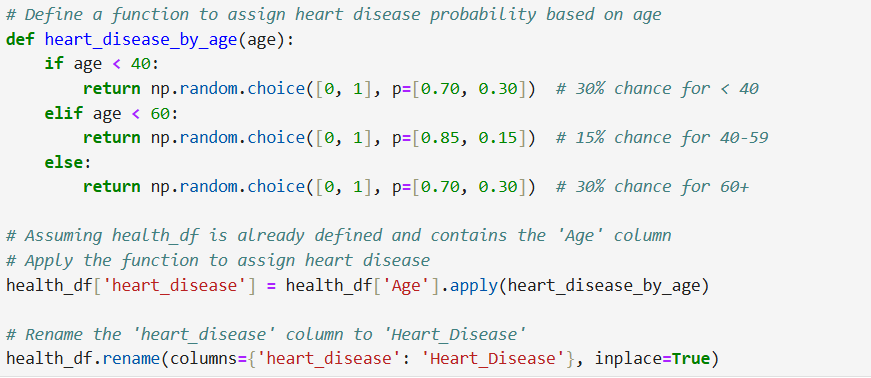 # Define a function to assign heart disease probability based on age
def heart_disease_by_age(age):
    if age < 40:
        return np.random.choice([0, 1], p=[0.70, 0.30])  # 30% chance for < 40
    elif age < 60:
        return np.random.choice([0, 1], p=[0.85, 0.15])  # 15% chance for 40-59
    else:
        return np.random.choice([0, 1], p=[0.70, 0.30])  # 30% chance for 60+

# Assuming health_df is already defined and contains the 'Age' column
# Apply the function to assign heart disease
health_df['heart_disease'] = health_df['Age'].apply(heart_disease_by_age)

# Rename the 'heart_disease' column to 'Heart_Disease'
health_df.rename(columns={'heart_disease': 'Heart_Disease'}, inplace=True)